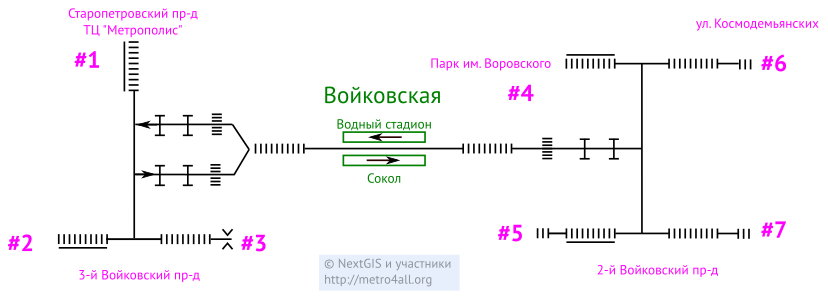 Старопетровский пр-д
ТЦ "Метрополис"
#1
ул. Космодемьянских
Парк им. Воровского
#6
#4
Войковская
Водный стадион
Сокол
#2
#3
#5
#7
3-й Войковский пр-д
2-й Войковский пр-д
© NextGIS и участники
http://metro4all.org